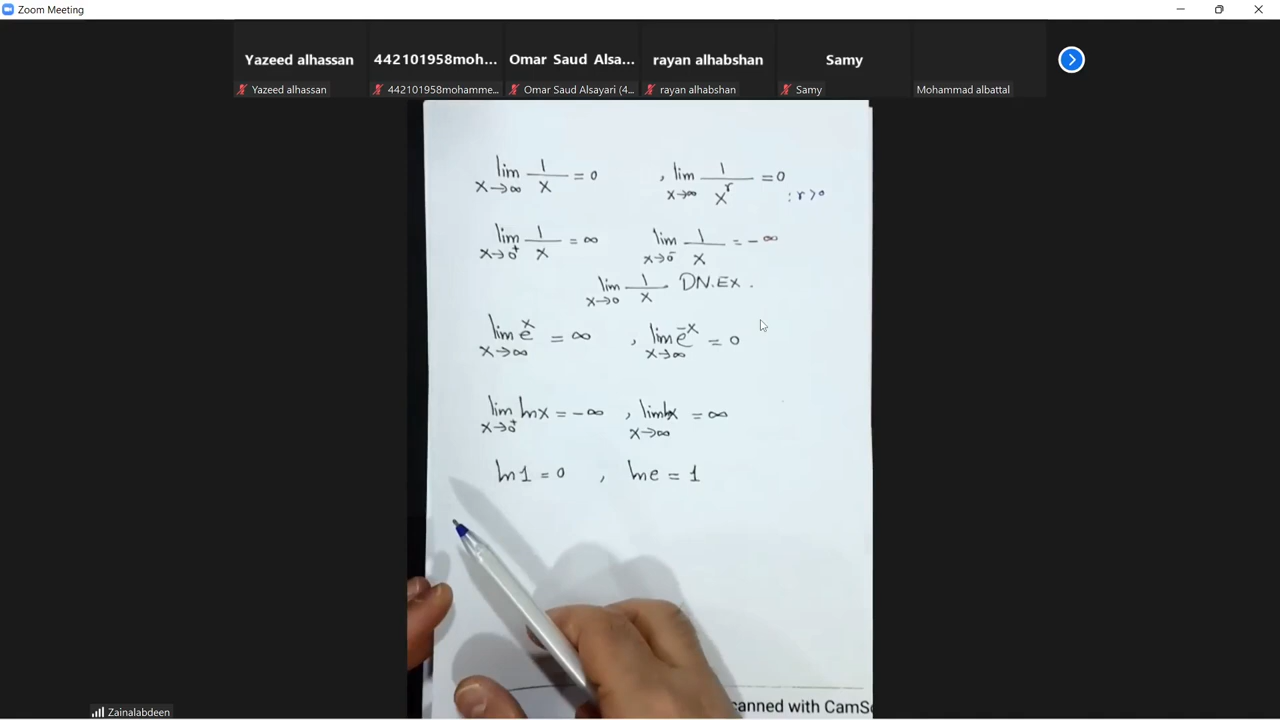 Zoom Meeting
Yazeed alhassan 442101958moh... Omar Saud Alsa... rayan alhabshan Samy
Yazeed alhassan 442101958mohamme... Omar Saud Alsayari (4... rayan alhabshan Samy Mohammad albattal
lim x→∞ 1/x = 0 , lim x→∞ 1/x^r = 0 : r>0
lim x→0⁺ 1/x = ∞ lim x→0⁻ 1/x = -∞
lim x→0 1/x DN.EX.
lim x→∞ e^x = ∞ , lim x→∞ e^-x = 0
lim x→0⁺ ln x = -∞ , lim x→∞ ln x = ∞
ln 1 = 0 , ln e = 1
canned with CamSc
Zainalabdeen